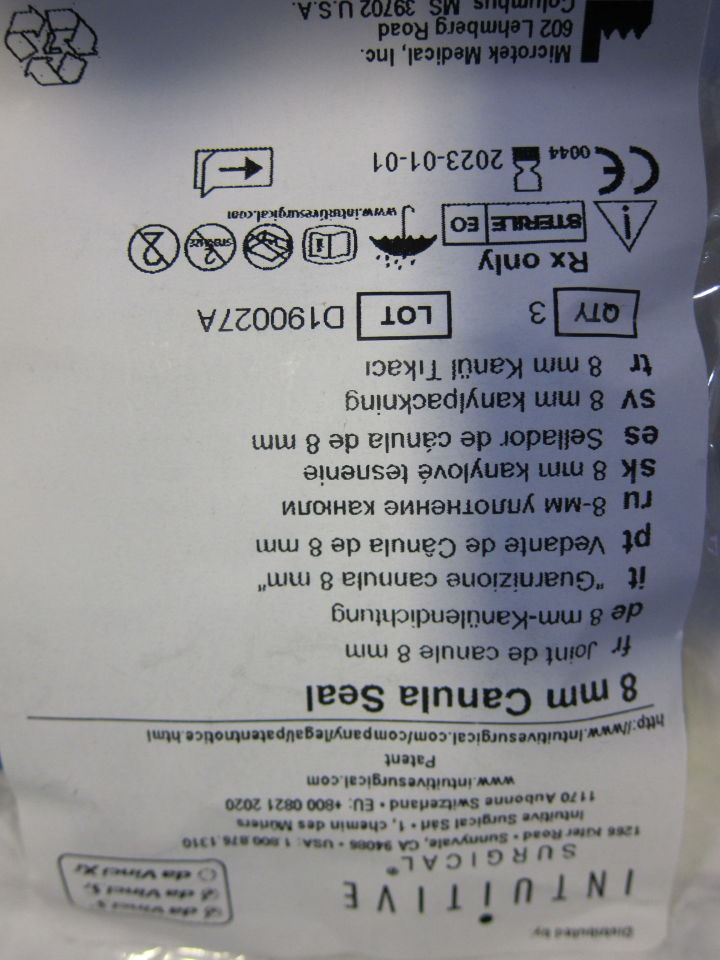 Distributed by:
INTUITIVE
SURGICAL®
da Vinci S,
da Vinci Xi
1266 Kifer Road • Sunnyvale, CA 94086 • USA: 1.800.876.1310
Intuitive Surgical Sàrl • 1, chemin des Mûriers
1170 Aubonne Switzerland • EU: +800 0821 2020
www.intuitivesurgical.com
Patent
http://www.intuitivesurgical.com/company/legal/patentnotice.html
8 mm Canula Seal
fr Joint de canule 8 mm
de 8 mm-Kanülendichtung
it "Guarnizione cannula 8 mm"
pt Vedante de Cânula de 8 mm
ru 8-мм уплотнение канюли
sk 8 mm kanylové tesnenie
es Sellador de cánula de 8 mm
sv 8 mm kanylpackning
tr 8 mm Kanül Tıkacı
QTY 3 LOT D190027A
Rx only
STERILE EO
www.intuitivesurgical.com
CE 0044 2023-01-01
Microtek Medical, Inc.
602 Lehmberg Road
Columbus, MS 39702 U.S.A.